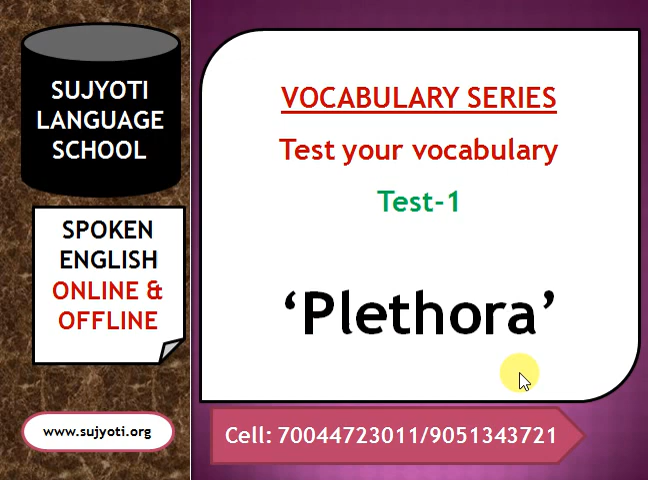 SUJYOTI
LANGUAGE
SCHOOL
SPOKEN
ENGLISH
ONLINE &
OFFLINE
www.sujyoti.org
VOCABULARY SERIES
Test your vocabulary
Test-1
‘Plethora’
Cell: 70044723011/9051343721